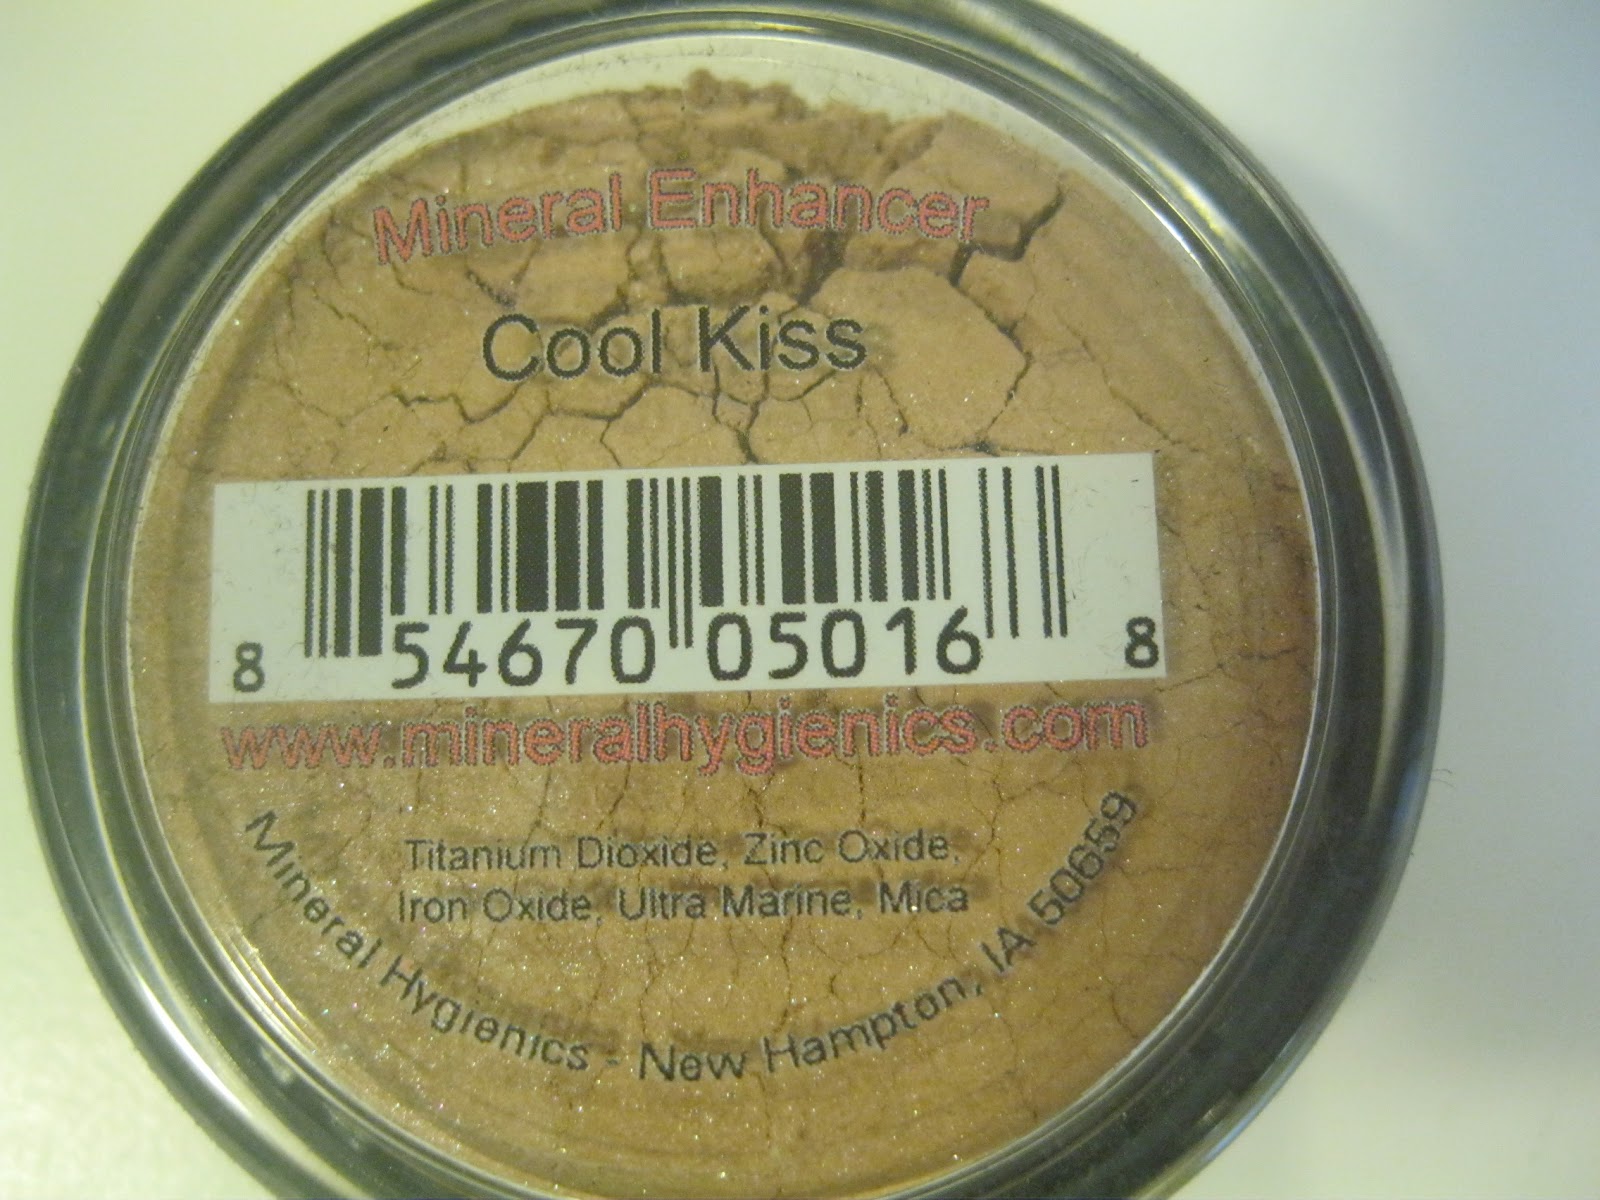 Mineral Enhancer
Cool Kiss
8 54670 05016 8
www.mineralhygienics.com
Titanium Dioxide, Zinc Oxide,
Iron Oxide, Ultra Marine, Mica
Mineral Hygienics - New Hampton, IA 50659